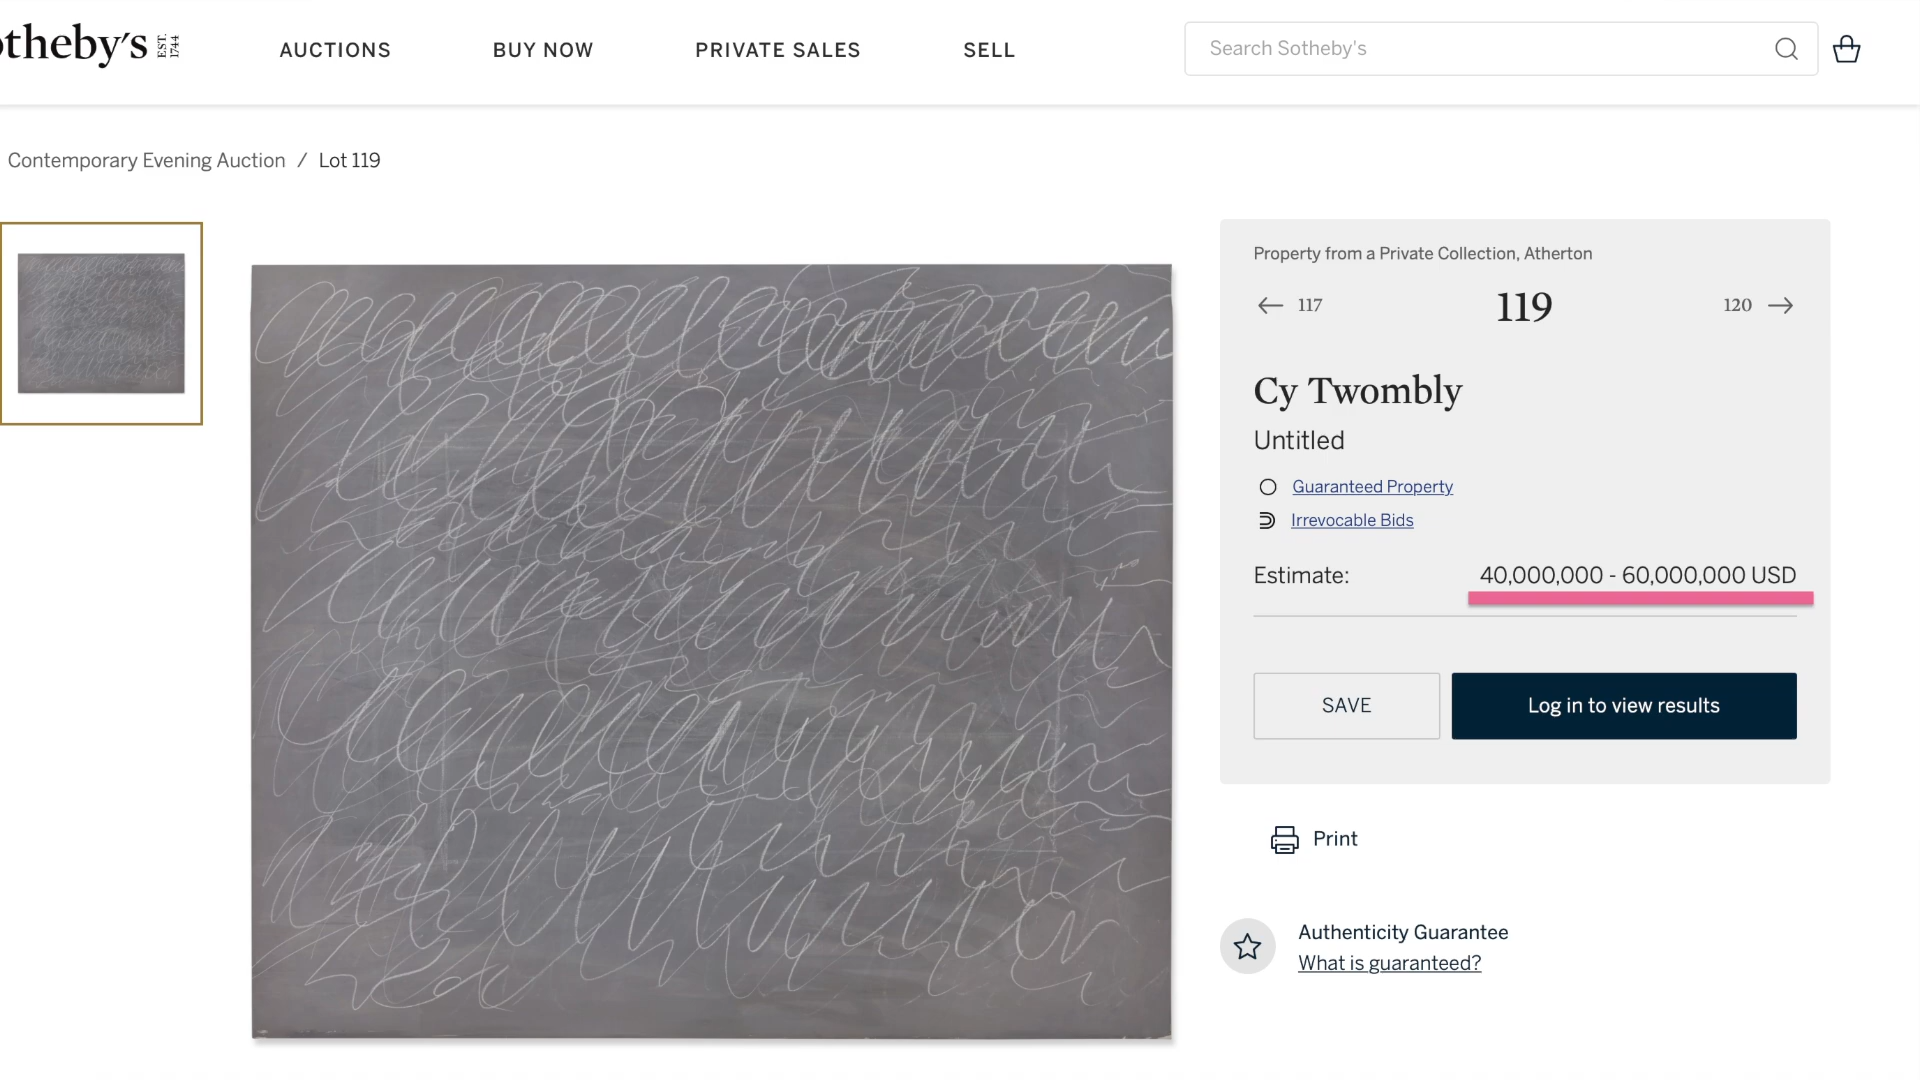 otheby's EST. 1744
AUCTIONS BUY NOW PRIVATE SALES SELL Search Sotheby's
Contemporary Evening Auction / Lot 119
Property from a Private Collection, Atherton
← 117 119 120 →
Cy Twombly
Untitled
Guaranteed Property
Irrevocable Bids
Estimate: 40,000,000 - 60,000,000 USD
SAVE Log in to view results
Print
Authenticity Guarantee
What is guaranteed?